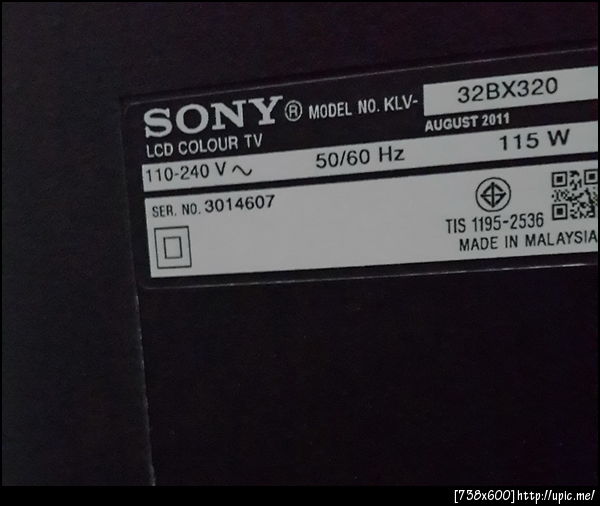 SONY® MODEL NO. KLV- 32BX320
LCD COLOUR TV AUGUST 2011
110-240 V ~ 50/60 Hz 115 W
SER. NO. 3014607
TIS 1195-2536
MADE IN MALAYSIA
[738x600]http://upic.me/